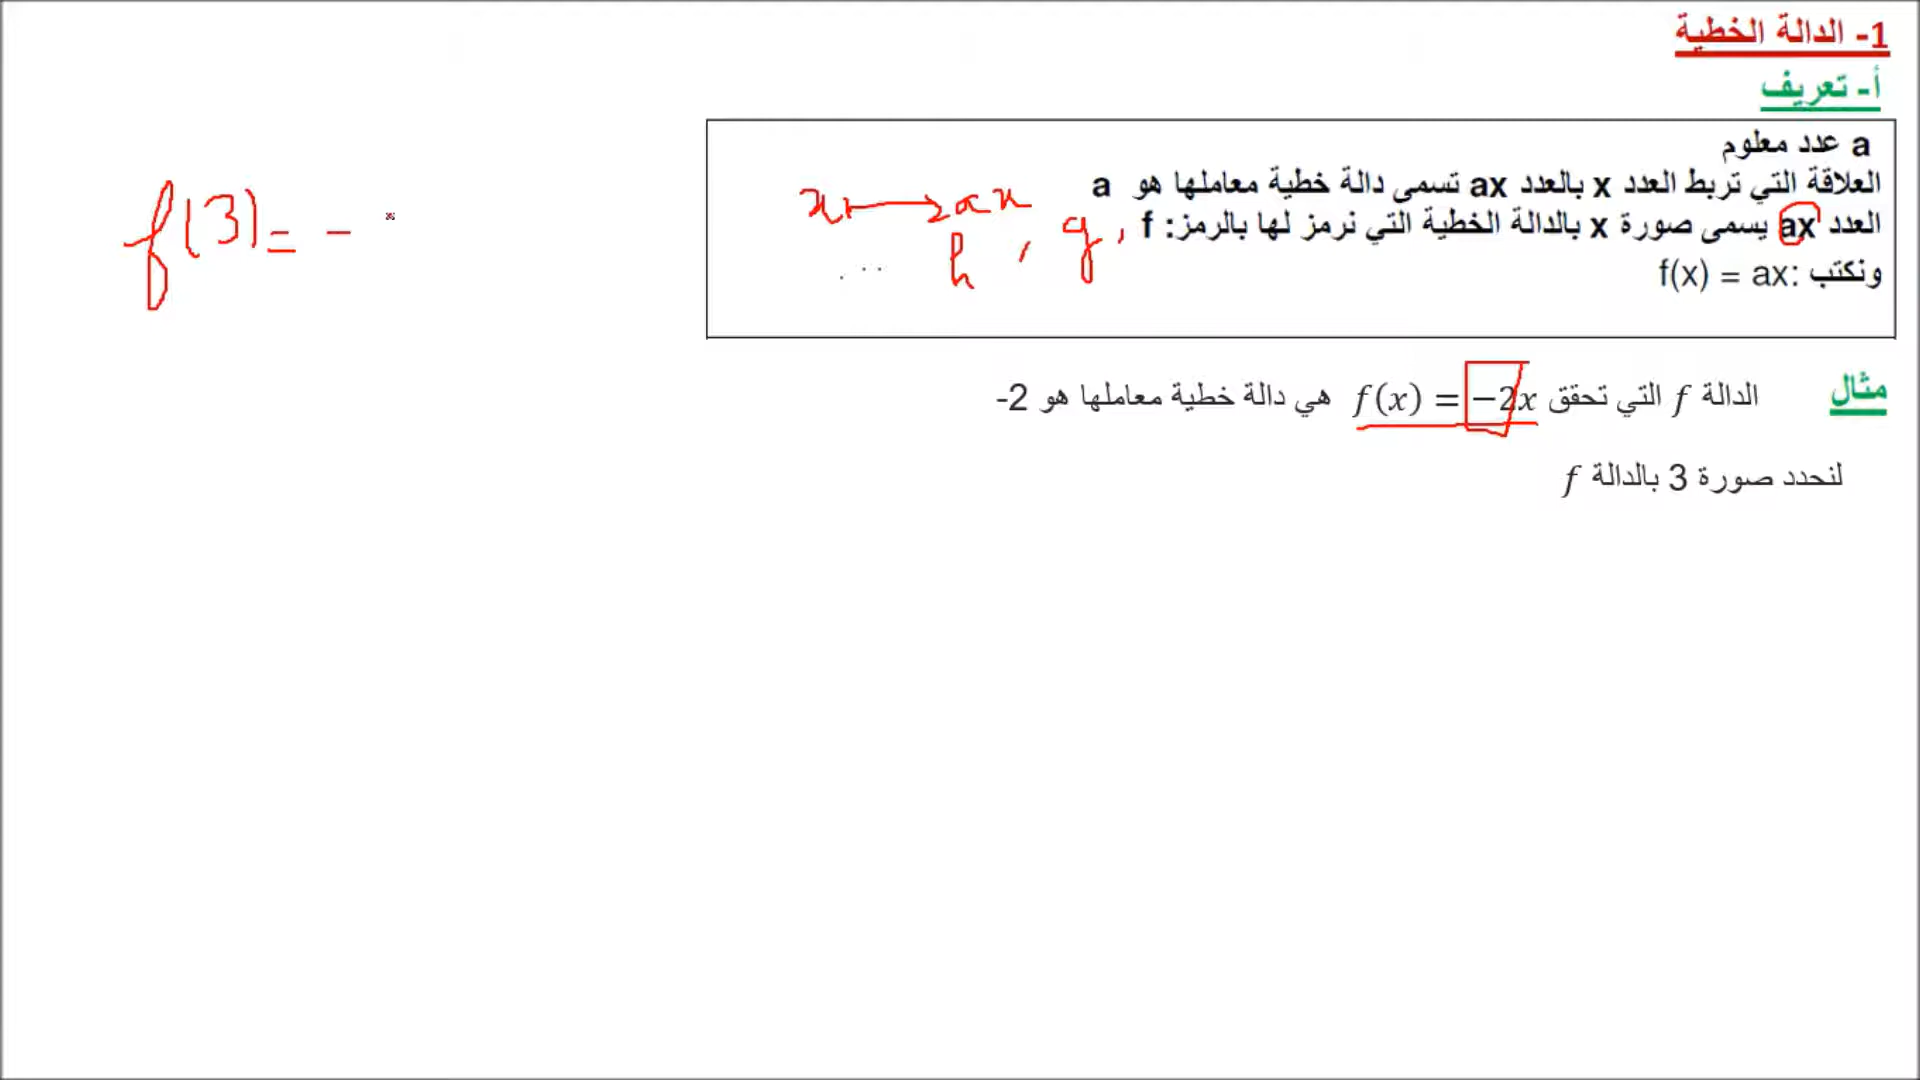 1- الدالة الخطية
أ- تعريف
a عدد معلوم
العلاقة التي تربط العدد x بالعدد ax تسمى دالة خطية معاملها هو a
العدد ax يسمى صورة x بالدالة الخطية التي نرمز لها بالرمز: f , g , h ...
x ⟼ ax
ونكتب: f(x) = ax
مثال الدالة f التي تحقق f(x) = −2x هي دالة خطية معاملها هو 2-
لنحدد صورة 3 بالدالة f
f(3) = -